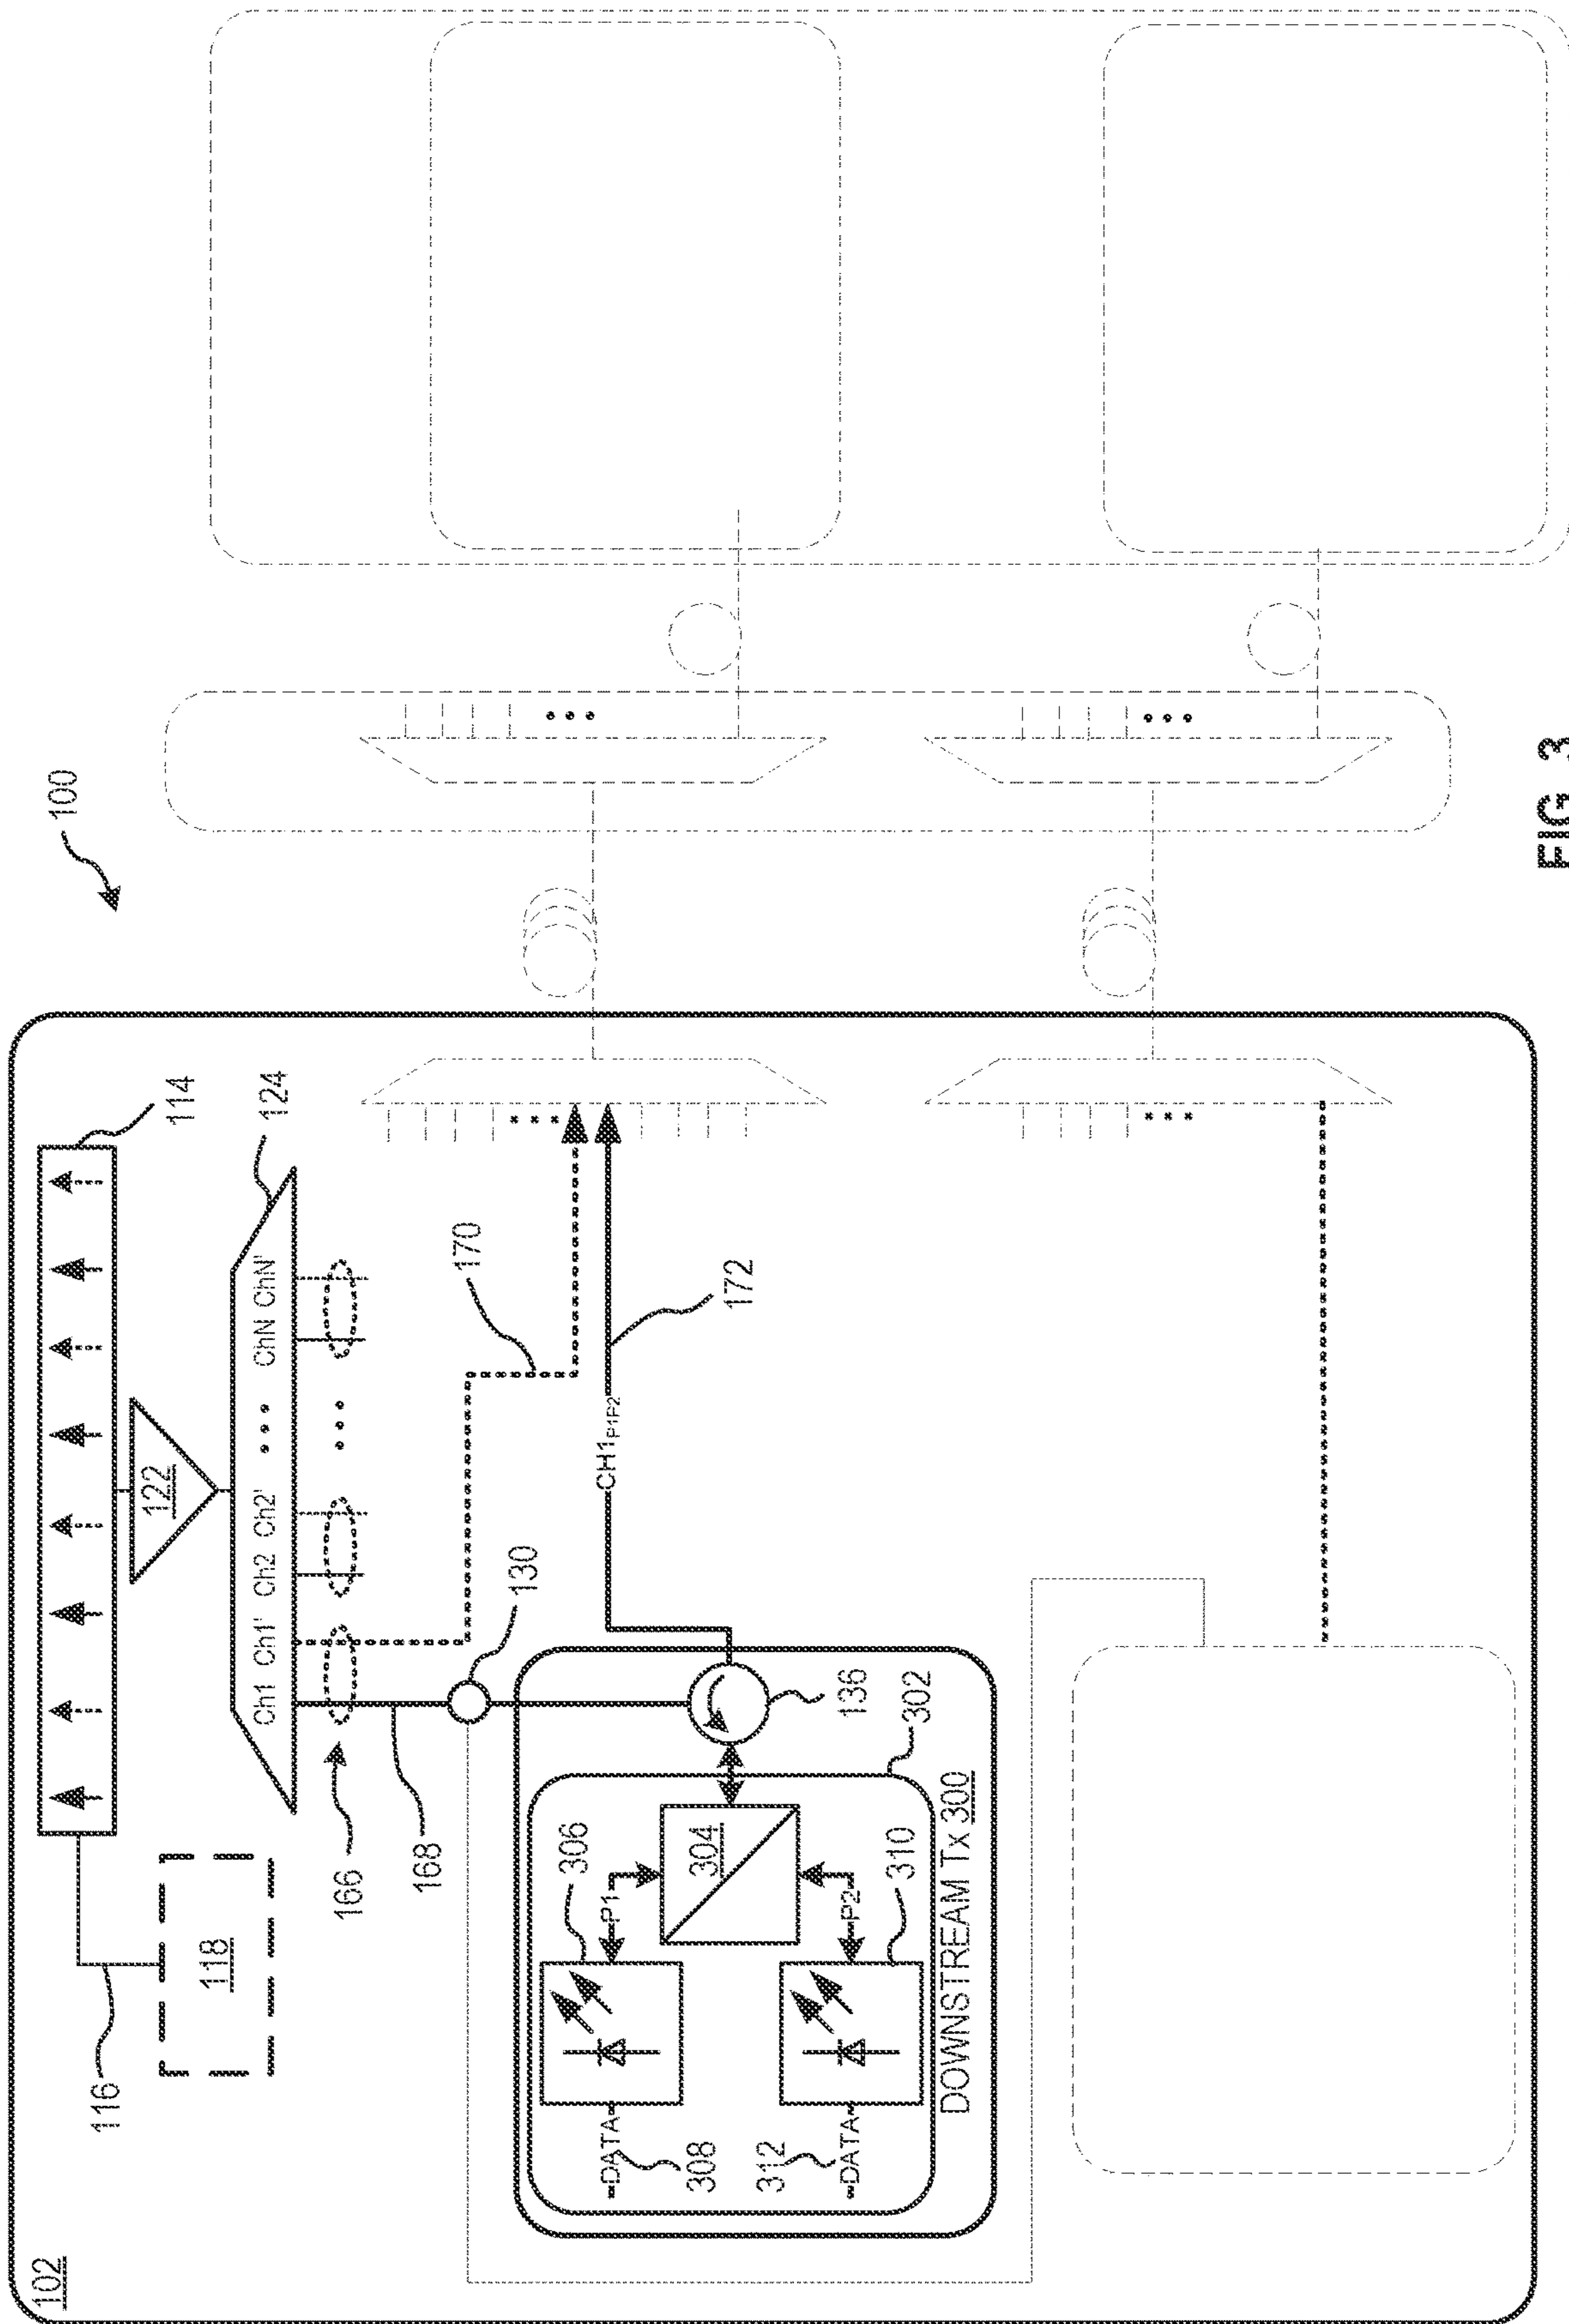 102
100
114
116
118
122
124
Ch1 Ch1' Ch2 Ch2' ••• ChN ChN'
166
168
170
130
CH1P1P2
172
136
302
304
306
P1
P2
310
DATA
308
DATA
312
DOWNSTREAM Tx 300
FIG. 3